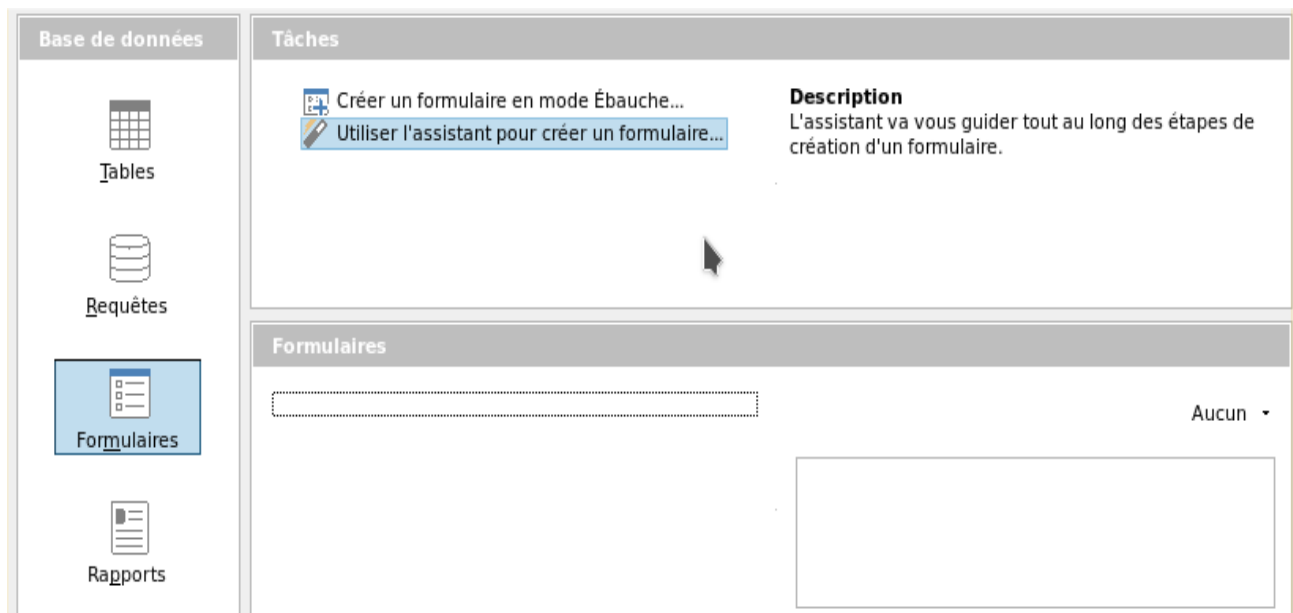 Base de données
Tables
Requêtes
Formulaires
Rapports
Tâches
Créer un formulaire en mode Ébauche...
Utiliser l'assistant pour créer un formulaire...
Description
L'assistant va vous guider tout au long des étapes de
création d'un formulaire.
Formulaires
Aucun